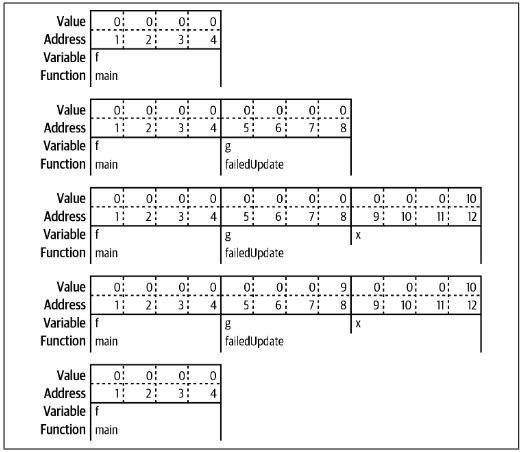 Value 0 0 0 0
Address 1 2 3 4
Variable f
Function main
Value 0 0 0 0 0 0 0 0
Address 1 2 3 4 5 6 7 8
Variable f g
Function main failedUpdate
Value 0 0 0 0 0 0 0 0 0 0 0 10
Address 1 2 3 4 5 6 7 8 9 10 11 12
Variable f g x
Function main failedUpdate
Value 0 0 0 0 0 0 0 9 0 0 0 10
Address 1 2 3 4 5 6 7 8 9 10 11 12
Variable f g x
Function main failedUpdate
Value 0 0 0 0
Address 1 2 3 4
Variable f
Function main